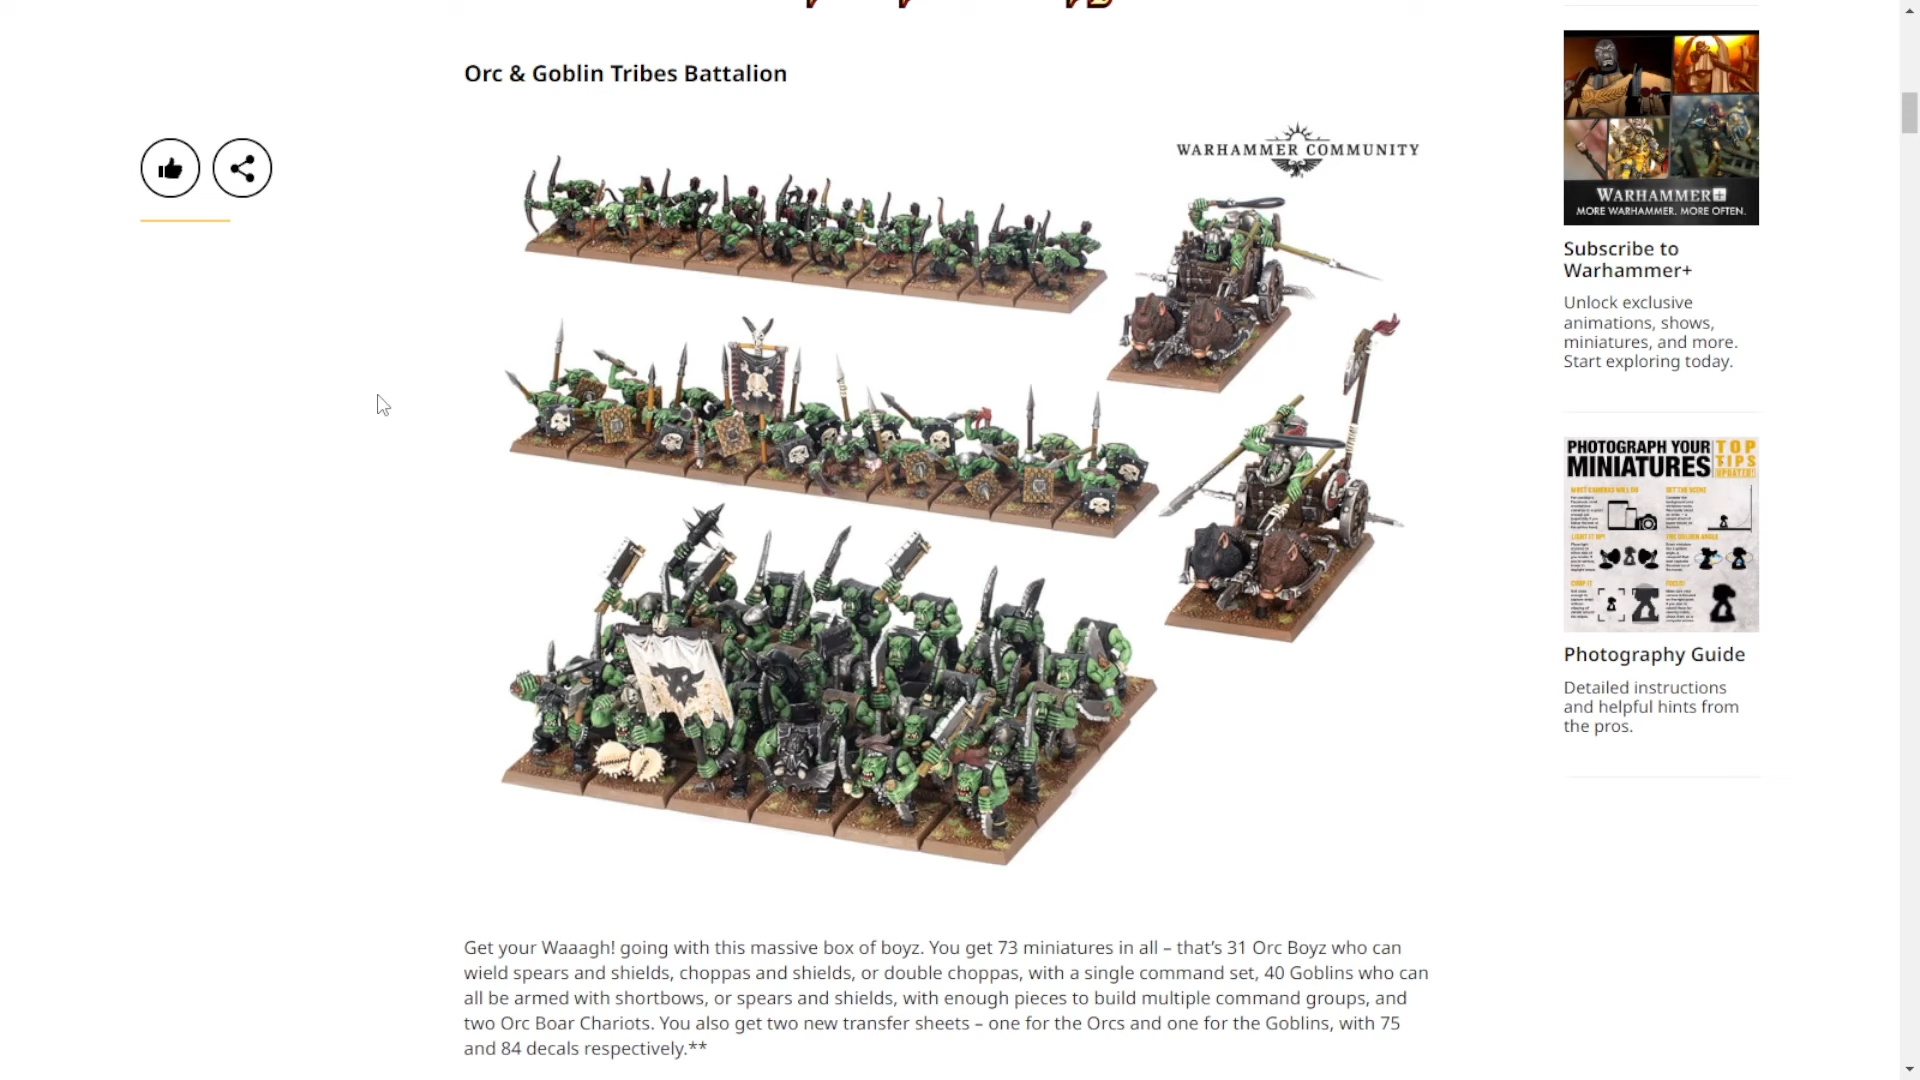 Orc & Goblin Tribes Battalion
WARHAMMER COMMUNITY
Get your Waaagh! going with this massive box of boyz. You get 73 miniatures in all – that’s 31 Orc Boyz who can
wield spears and shields, choppas and shields, or double choppas, with a single command set, 40 Goblins who can
all be armed with shortbows, or spears and shields, with enough pieces to build multiple command groups, and
two Orc Boar Chariots. You also get two new transfer sheets – one for the Orcs and one for the Goblins, with 75
and 84 decals respectively.**
WARHAMMER+
MORE WARHAMMER. MORE OFTEN.
Subscribe to
Warhammer+
Unlock exclusive
animations, shows,
miniatures, and more.
Start exploring today.
PHOTOGRAPH YOUR
MINIATURES
TOP
TIPS
UPDATED!
Photography Guide
Detailed instructions
and helpful hints from
the pros.